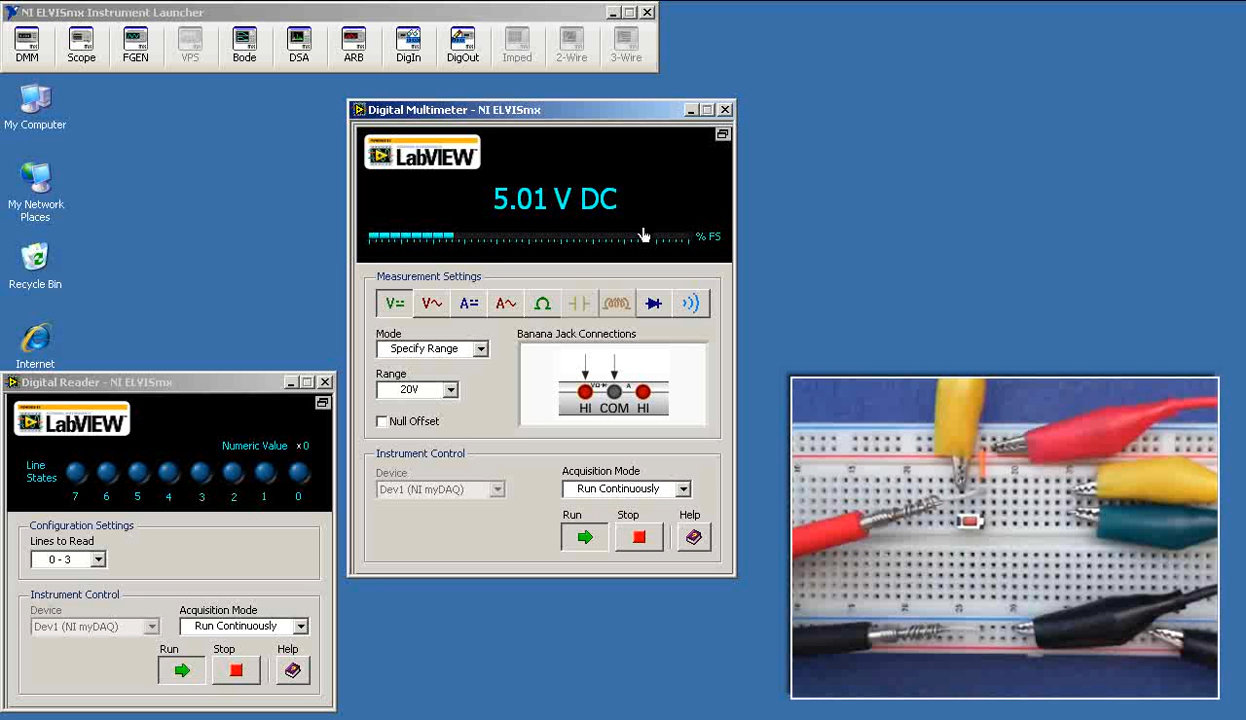 NI ELVISmx Instrument Launcher
DMM Scope FGEN VPS Bode DSA ARB DigIn DigOut Imped 2-Wire 3-Wire
My Computer
My Network
Places
Recycle Bin
Internet
Digital Multimeter - NI ELVISmx
LabVIEW
5.01 V DC
% FS
Measurement Settings
V V A A Ω
Mode
Specify Range
Range
20V
Null Offset
Banana Jack Connections
HI COM HI
Instrument Control
Device
Dev1 (NI myDAQ)
Acquisition Mode
Run Continuously
Run Stop Help
Digital Reader - NI ELVISmx
LabVIEW
Numeric Value x0
Line
States
7 6 5 4 3 2 1 0
Configuration Settings
Lines to Read
0 - 3
Instrument Control
Device
Dev1 (NI myDAQ)
Acquisition Mode
Run Continuously
Run Stop Help